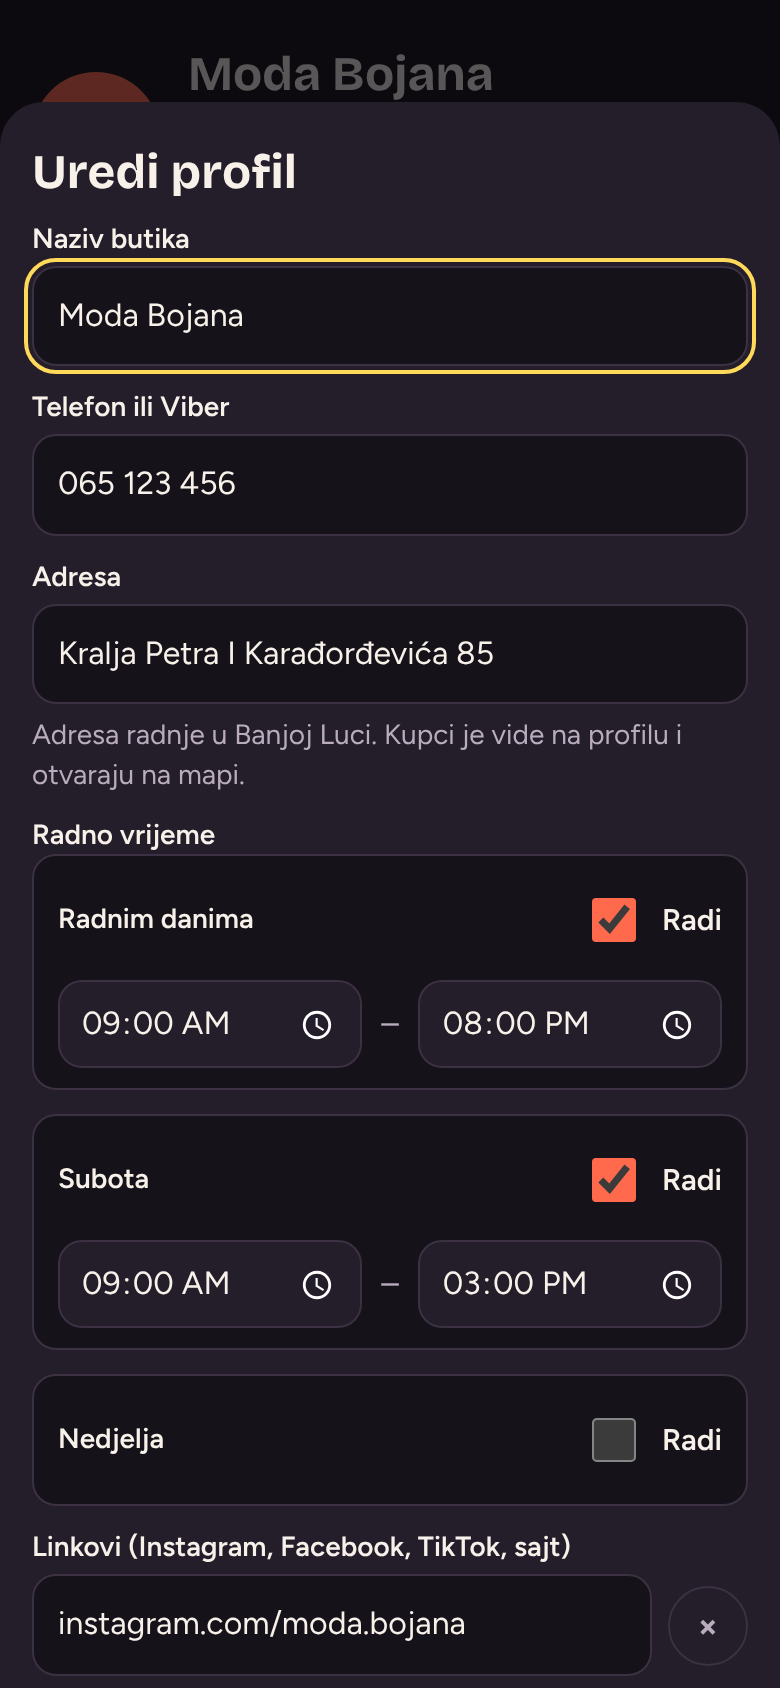 Moda Bojana
Uredi profil
Naziv butika
Moda Bojana
Telefon ili Viber
065 123 456
Adresa
Kralja Petra I Karađorđevića 85
Adresa radnje u Banjoj Luci. Kupci je vide na profilu i
otvaraju na mapi.
Radno vrijeme
Radnim danima Radi
09:00 AM – 08:00 PM
Subota Radi
09:00 AM – 03:00 PM
Nedjelja Radi
Linkovi (Instagram, Facebook, TikTok, sajt)
instagram.com/moda.bojana ×